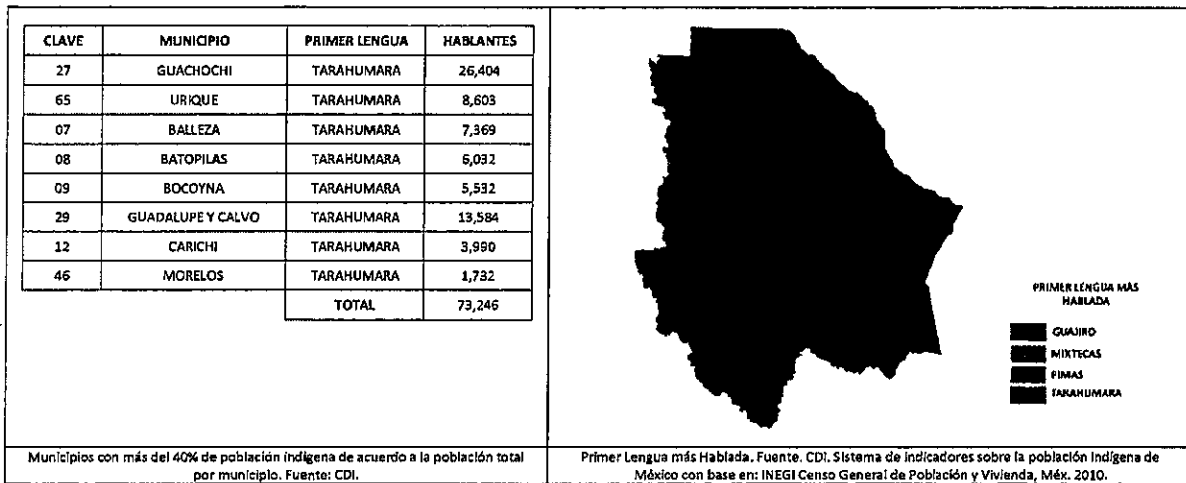 CLAVE MUNICIPIO PRIMER LENGUA HABLANTES
27 GUACHOCHI TARAHUMARA 26,404
65 URIQUE TARAHUMARA 8,603
07 BALLEZA TARAHUMARA 7,369
08 BATOPILAS TARAHUMARA 6,032
09 BOCOYNA TARAHUMARA 5,532
29 GUADALUPE Y CALVO TARAHUMARA 13,584
12 CARICHI TARAHUMARA 3,990
46 MORELOS TARAHUMARA 1,732
TOTAL 73,246
Municipios con más del 40% de población indígena de acuerdo a la población total
por municipio. Fuente: CDI.
PRIMER LENGUA MÁS
HABLADA
GUAJIRO
MIXTECAS
PIMAS
TARAHUMARA
Primer Lengua más Hablada. Fuente. CDI. Sistema de indicadores sobre la población Indígena de
México con base en: INEGI Censo General de Población y Vivienda, Méx. 2010.